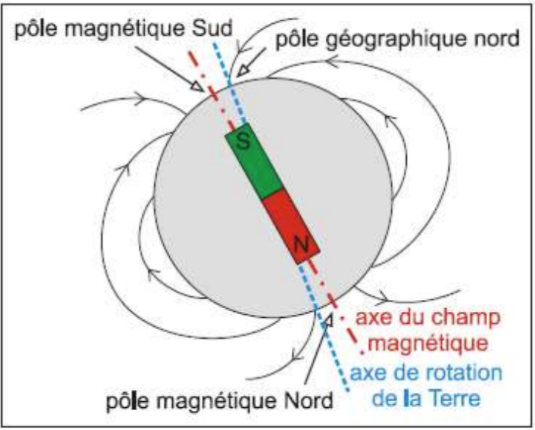 pôle magnétique Sud
pôle géographique nord
S
N
axe du champ
magnétique
axe de rotation
de la Terre
pôle magnétique Nord